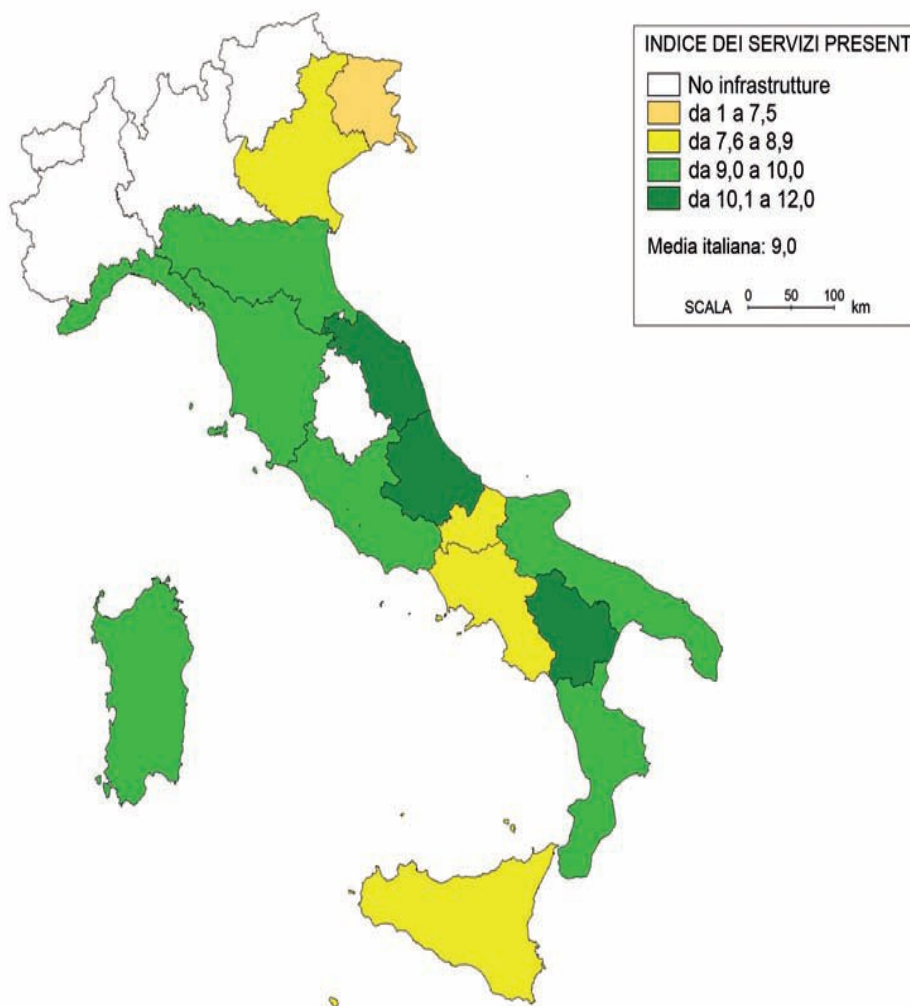 INDICE DEI SERVIZI PRESENT
No infrastrutture
da 1 a 7,5
da 7,6 a 8,9
da 9,0 a 10,0
da 10,1 a 12,0
Media italiana: 9,0
SCALA 0 50 100 km